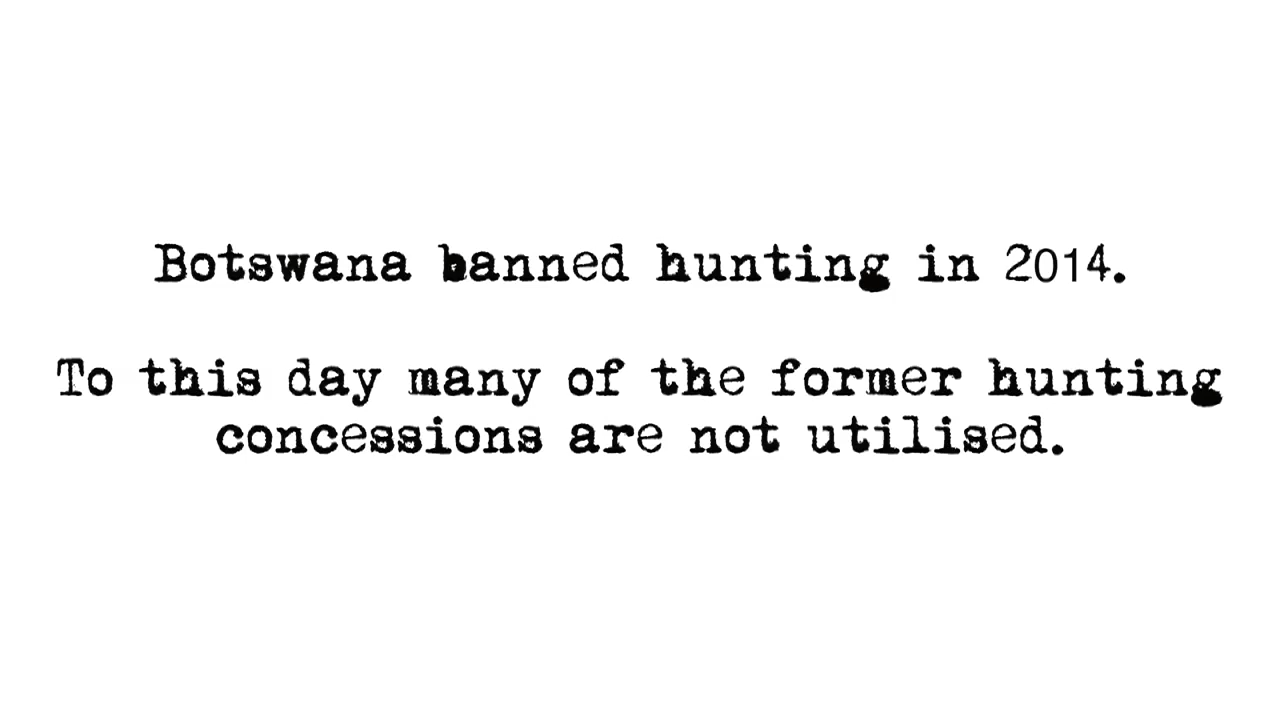 Botswana banned hunting in 2014.
To this day many of the former hunting
concessions are not utilised.